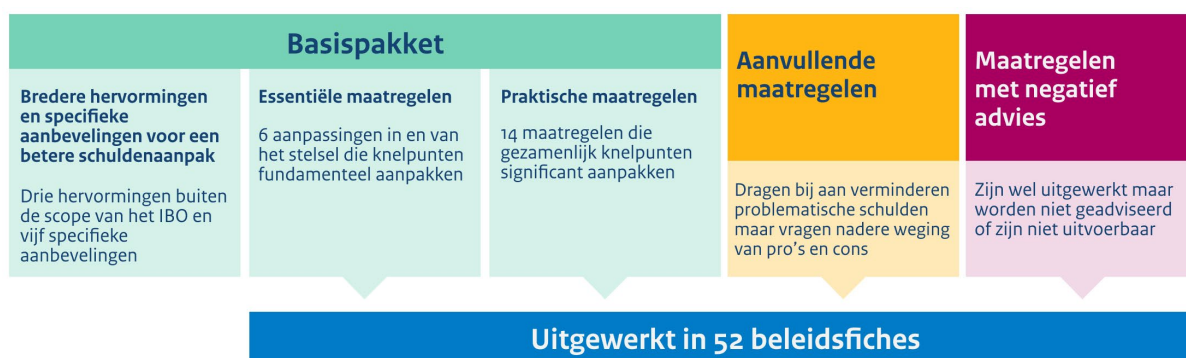 Basispakket
Bredere hervormingen
en specifieke
aanbevelingen voor een
betere schuldenaanpak
Drie hervormingen buiten
de scope van het IBO en
vijf specifieke
aanbevelingen
Essentiële maatregelen
6 aanpassingen in en van
het stelsel die knelpunten
fundamenteel aanpakken
Praktische maatregelen
14 maatregelen die
gezamenlijk knelpunten
significant aanpakken
Aanvullende
maatregelen
Dragen bij aan verminderen
problematische schulden
maar vragen nadere weging
van pro’s en cons
Maatregelen
met negatief
advies
Zijn wel uitgewerkt maar
worden niet geadviseerd
of zijn niet uitvoerbaar
Uitgewerkt in 52 beleidsfiches